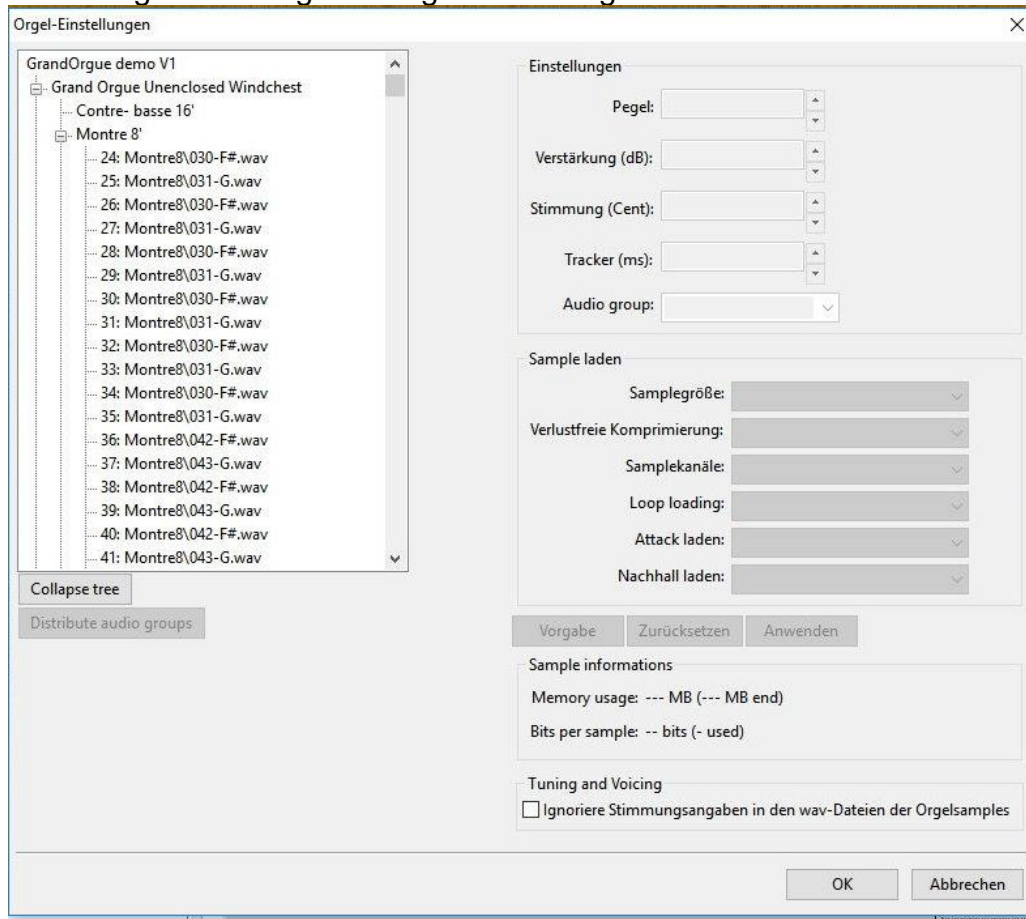 Orgel-Einstellungen
GrandOrgue demo V1
Grand Orgue Unenclosed Windchest
Contre- basse 16'
Montre 8'
24: Montre8\030-F#.wav
25: Montre8\031-G.wav
26: Montre8\030-F#.wav
27: Montre8\031-G.wav
28: Montre8\030-F#.wav
29: Montre8\031-G.wav
30: Montre8\030-F#.wav
31: Montre8\031-G.wav
32: Montre8\030-F#.wav
33: Montre8\031-G.wav
34: Montre8\030-F#.wav
35: Montre8\031-G.wav
36: Montre8\042-F#.wav
37: Montre8\043-G.wav
38: Montre8\042-F#.wav
39: Montre8\043-G.wav
40: Montre8\042-F#.wav
41: Montre8\043-G.wav
Collapse tree
Distribute audio groups
Einstellungen
Pegel:
Verstärkung (dB):
Stimmung (Cent):
Tracker (ms):
Audio group:
Sample laden
Samplegröße:
Verlustfreie Komprimierung:
Samplekanäle:
Loop loading:
Attack laden:
Nachhall laden:
Vorgabe Zurücksetzen Anwenden
Sample informations
Memory usage: --- MB (--- MB end)
Bits per sample: -- bits (- used)
Tuning and Voicing
Ignoriere Stimmungsangaben in den wav-Dateien der Orgelsamples
OK Abbrechen